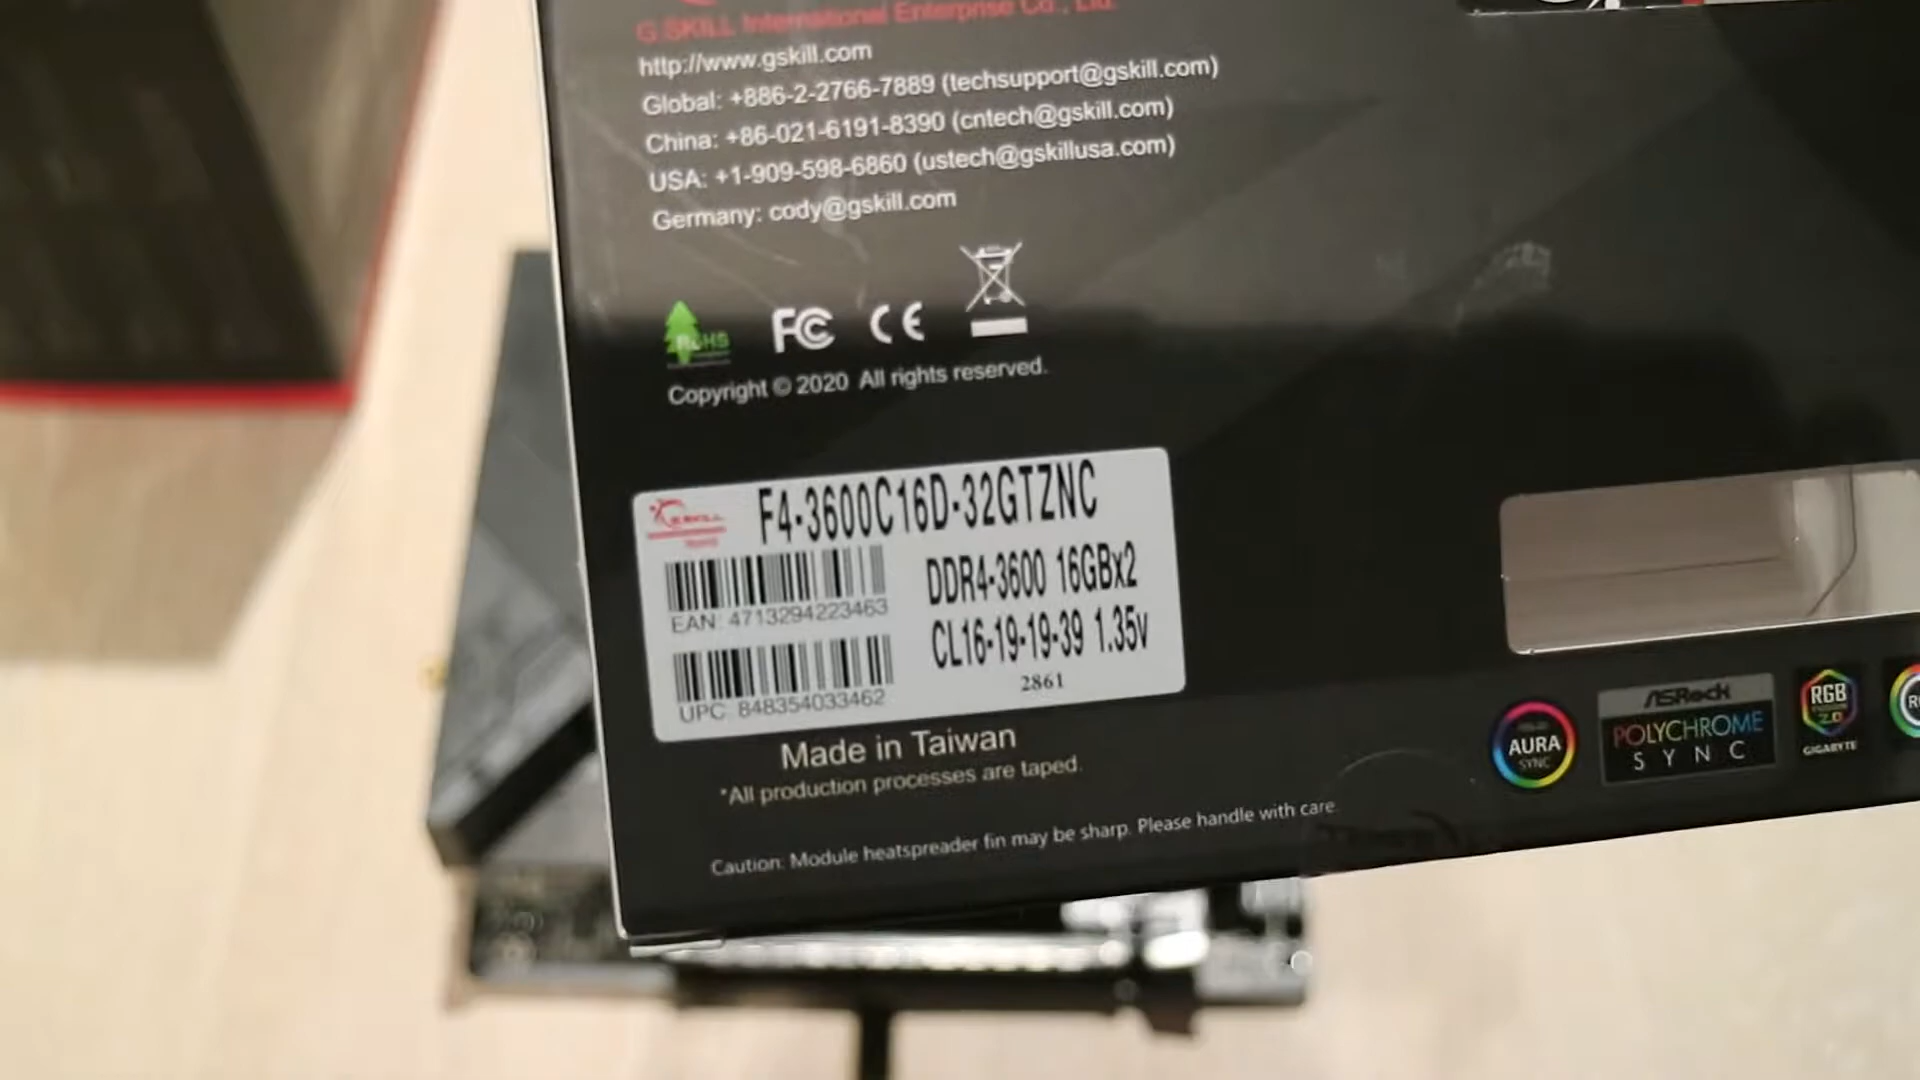 G.SKILL International Enterprise Co., Ltd.
http://www.gskill.com
Global: +886-2-2766-7889 (techsupport@gskill.com)
China: +86-021-6191-8390 (cntech@gskill.com)
USA: +1-909-598-6860 (ustech@gskillusa.com)
Germany: cody@gskill.com
RoHS
FC CE
Copyright © 2020 All rights reserved.
G.SKILL
F4-3600C16D-32GTZNC
DDR4-3600 16GBx2
EAN: 4713294223463
CL16-19-19-39 1.35v
UPC: 848354033462
2861
Made in Taiwan
*All production processes are taped.
Caution: Module heatspreader fin may be sharp. Please handle with care.
AURA
SYNC
ASRock
POLYCHROME
SYNC
RGB
2.0
GIGABYTE